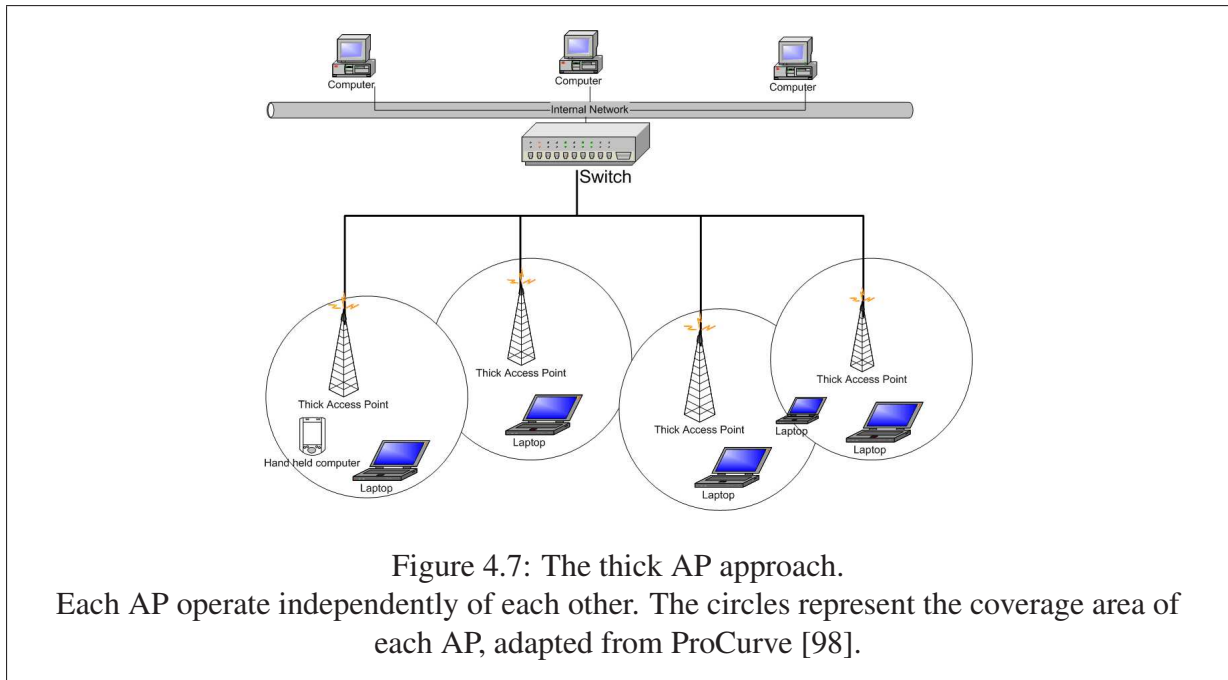 Computer
Computer
Computer
Internal Network
Switch
Thick Access Point
Thick Access Point
Thick Access Point
Thick Access Point
Hand held computer
Laptop
Laptop
Laptop
Laptop
Laptop
Figure 4.7: The thick AP approach.
Each AP operate independently of each other. The circles represent the coverage area of
each AP, adapted from ProCurve [98].